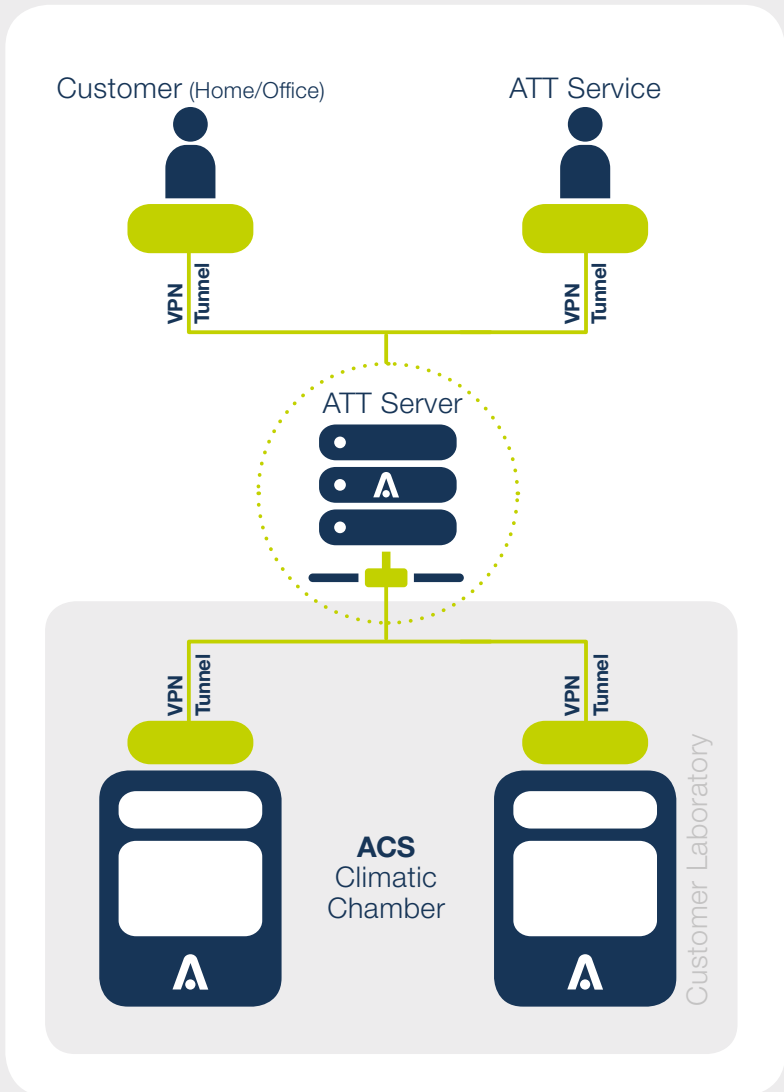 Customer (Home/Office)
ATT Service
VPN
Tunnel
VPN
Tunnel
ATT Server
VPN
Tunnel
VPN
Tunnel
ACS
Climatic
Chamber
Customer Laboratory